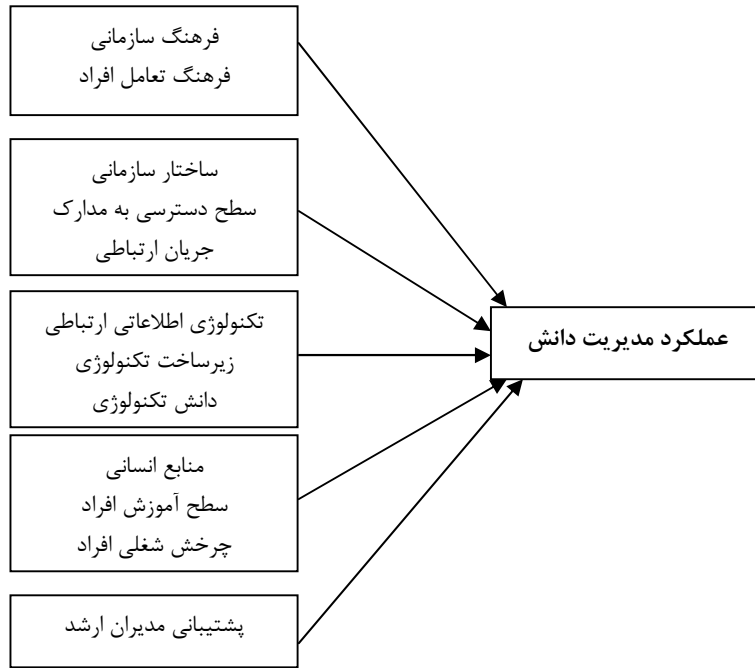 فرهنگ سازمانی
فرهنگ تعامل افراد
ساختار سازمانی
سطح دسترسی به مدارک
جریان ارتباطی
تکنولوژی اطلاعاتی ارتباطی
زیرساخت تکنولوژی
دانش تکنولوژی
منابع انسانی
سطح آموزش افراد
چرخش شغلی افراد
پشتیبانی مدیران ارشد
عملکرد مدیریت دانش